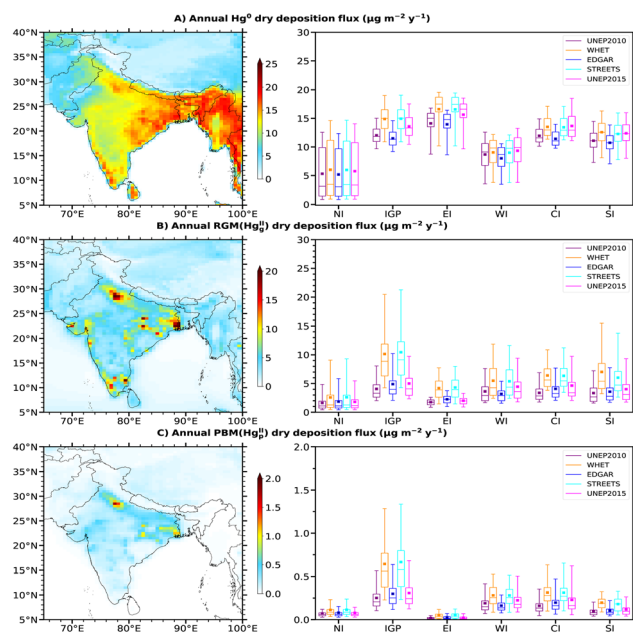 A) Annual Hg⁰ dry deposition flux (μg m⁻² y⁻¹)
40°N
35°N
30°N
25°N
20°N
15°N
10°N
5°N
70°E 80°E 90°E 100°E
25
20
15
10
5
0
30
25
20
15
10
5
0
UNEP2010
WHET
EDGAR
STREETS
UNEP2015
NI IGP EI WI CI SI
B) Annual RGM(Hgᴵᴵg) dry deposition flux (μg m⁻² y⁻¹)
40°N
35°N
30°N
25°N
20°N
15°N
10°N
5°N
70°E 80°E 90°E 100°E
20
15
10
5
0
30
25
20
15
10
5
0
UNEP2010
WHET
EDGAR
STREETS
UNEP2015
NI IGP EI WI CI SI
C) Annual PBM(Hgᴵᴵp) dry deposition flux (μg m⁻² y⁻¹)
40°N
35°N
30°N
25°N
20°N
15°N
10°N
5°N
70°E 80°E 90°E 100°E
2.0
1.5
1.0
0.5
0.0
2.0
1.5
1.0
0.5
0.0
UNEP2010
WHET
EDGAR
STREETS
UNEP2015
NI IGP EI WI CI SI